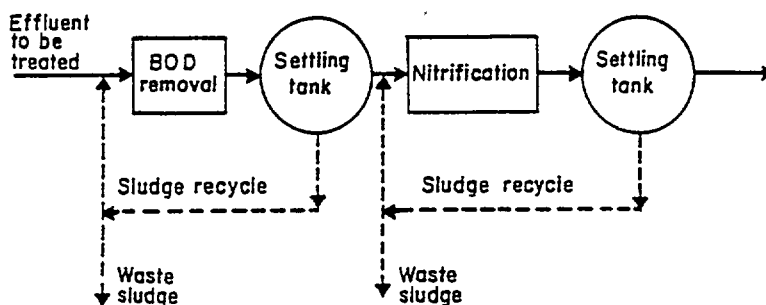 Effluent
to be
treated
BOD
removal
Settling
tank
Nitrification
Settling
tank
Sludge recycle
Sludge recycle
Waste
sludge
Waste
sludge